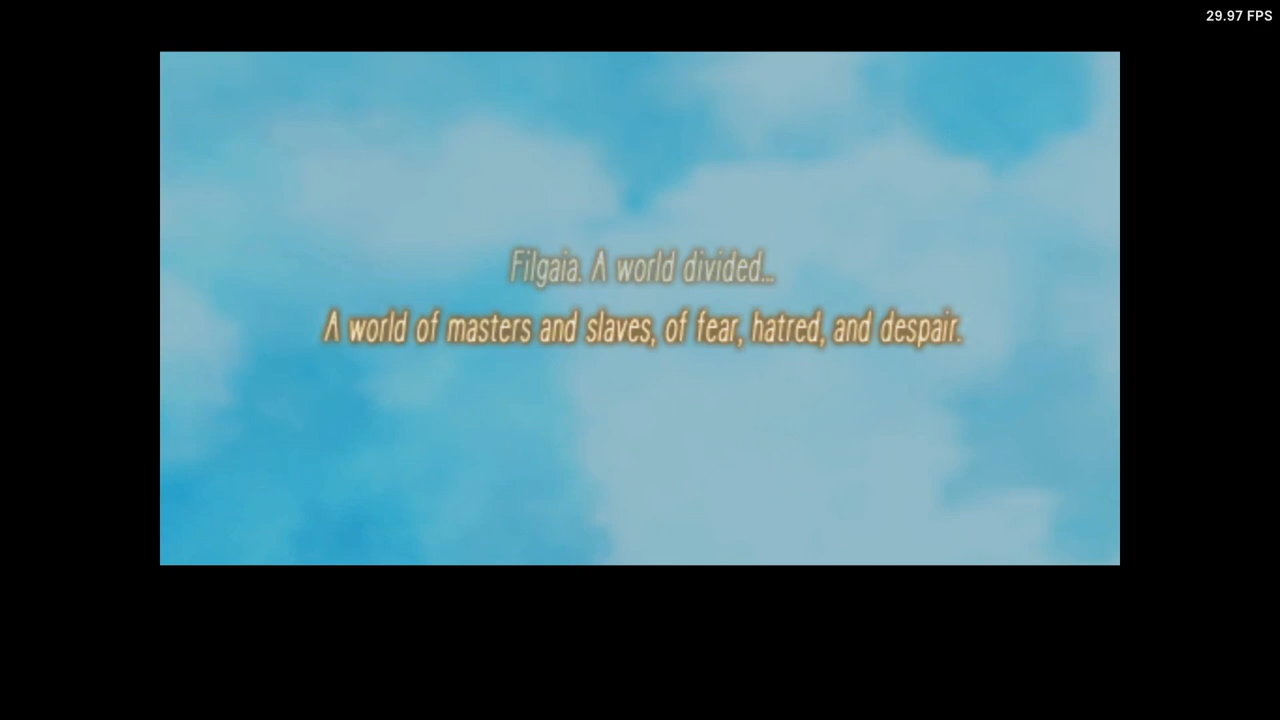 29.97 FPS
Filgaia. A world divided...
A world of masters and slaves, of fear, hatred, and despair.